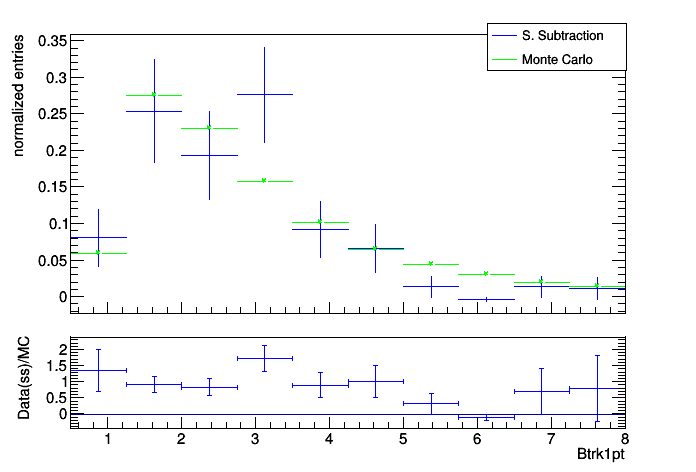 S. Subtraction
Monte Carlo
normalized entries
0.35
0.3
0.25
0.2
0.15
0.1
0.05
0
Data(ss)/MC
2
1.5
1
0.5
0
1 2 3 4 5 6 7 8
Btrk1pt